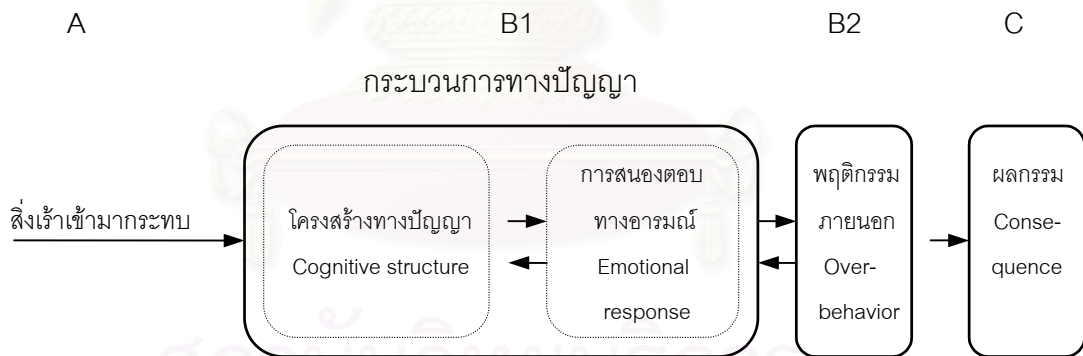 A B1 B2 C
กระบวนการทางปัญญา
สิ่งเร้าเข้ามากระทบ
โครงสร้างทางปัญญา
Cognitive structure
การสนองตอบ
ทางอารมณ์
Emotional
response
พฤติกรรม
ภายนอก
Over-
behavior
ผลกรรม
Conse-
quence